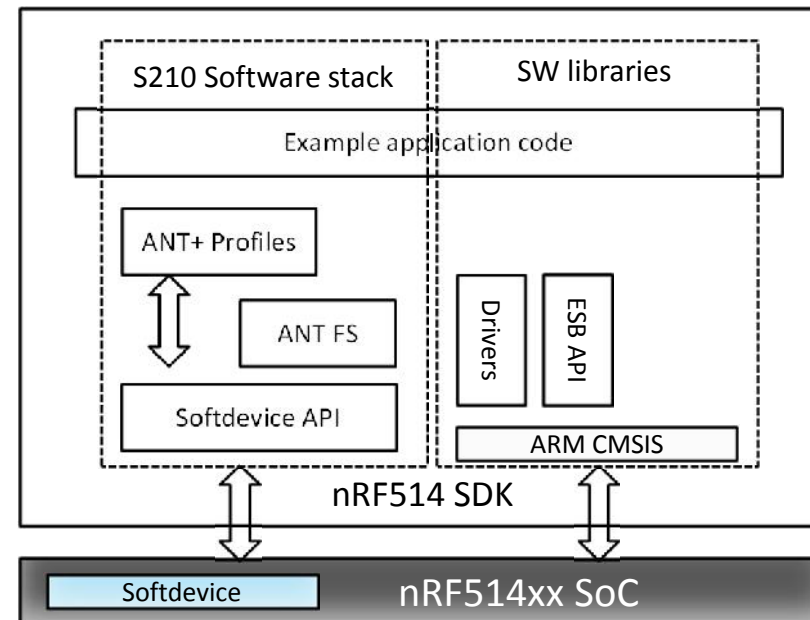 S210 Software stack
SW libraries
Example application code
ANT+ Profiles
ANT FS
Drivers
ESB API
Softdevice API
ARM CMSIS
nRF514 SDK
Softdevice
nRF514xx SoC